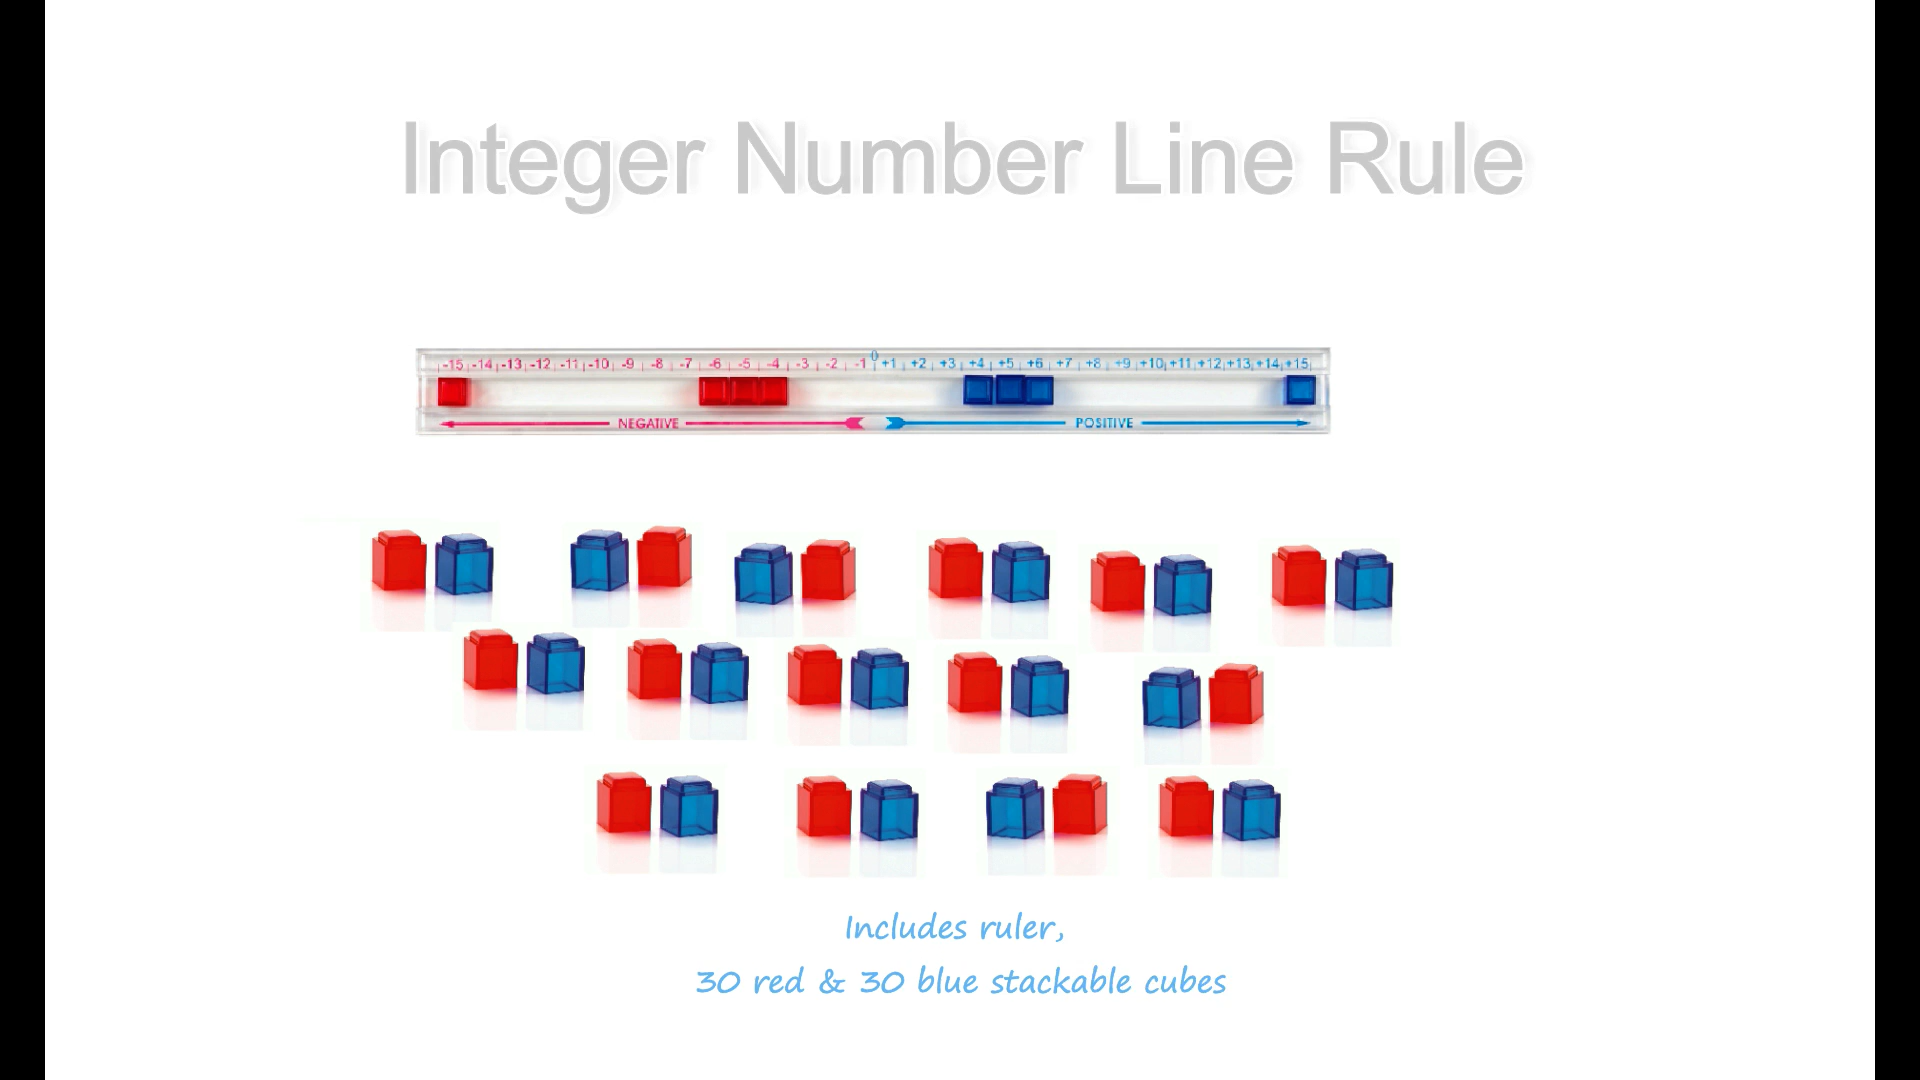 Integer Number Line Rule
-15 -14 -13 -12 -11 -10 -9 -8 -7 -6 -5 -4 -3 -2 -1 0 +1 +2 +3 +4 +5 +6 +7 +8 +9 +10 +11 +12 +13 +14 +15
NEGATIVE POSITIVE
Includes ruler,
30 red & 30 blue stackable cubes